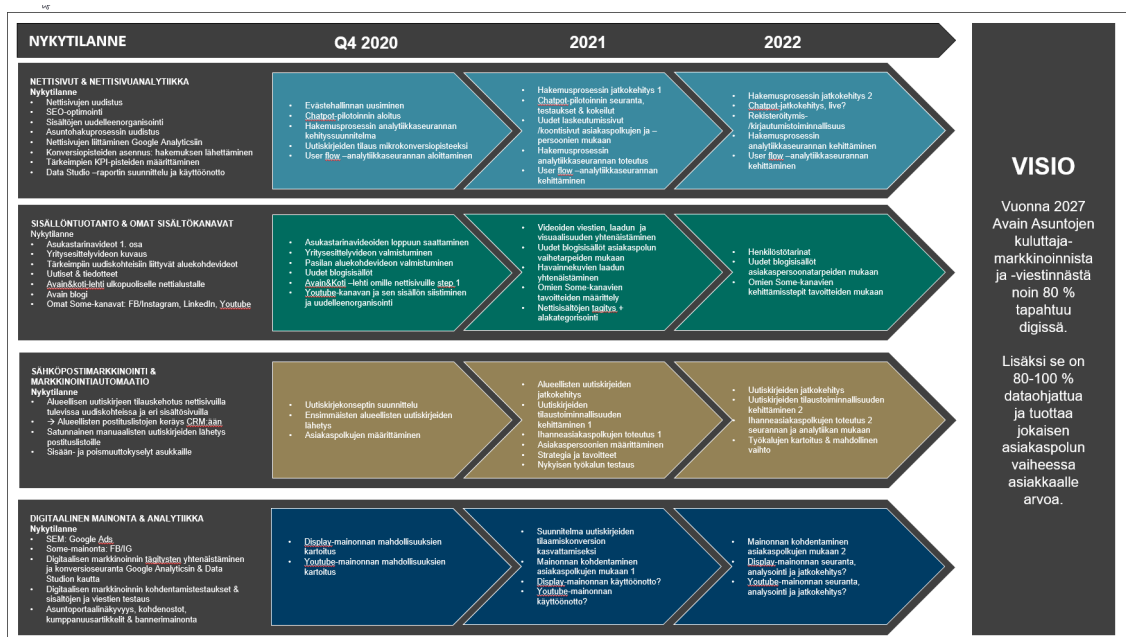 NYKYTILANNE
Q4 2020
2021
2022
NETTISIVUT & NETTISIVUANALYTIIKKA
Nykytilanne
• Nettisivujen uudistus
• SEO-optimointi
• Sisältöjen uudelleenorganisointi
• Asuntohakuprosessin uudistus
• Nettisivujen liittäminen Google Analyticsiin
• Konversiopisteiden asennus: hakemuksen lähettäminen
• Tärkeimpien KPI-pisteiden määrittäminen
• Data Studio –raportin suunnittelu ja käyttöönotto
• Evästehallinnan uusiminen
• Chatpot-pilotoinnin aloitus
• Hakemusprosessin analytiikkaseurannan
kehityssuunnitelma
• Uutiskirjeiden tilaus mikrokonversiopisteeksi
• User flow –analytiikkaseurannan aloittaminen
• Hakemusprosessin jatkokehitys 1
• Chatpot-pilotoinnin seuranta,
testaukset & kokeilut
• Uudet laskeutumissivut
/koontisivut asiakaspolkujen ja –
persoonien mukaan
• Hakemusprosessin
analytiikkaseurannan toteutus
• User flow –analytiikkaseurannan
kehittäminen
• Hakemusprosessin jatkokehitys 2
• Chatpot-jatkokehitys, live?
• Rekisteröitymis-
/kirjautumistoiminnallisuus
• Hakemusprosessin
analytiikkaseurannan kehittäminen
• User flow –analytiikkaseurannan
kehittäminen
SISÄLLÖNTUOTANTO & OMAT SISÄLTÖKANAVAT
Nykytilanne
• Asukastarinavideot 1. osa
• Yritysesittelyvideon kuvaus
• Tärkeimpiin uudiskohteisiin liittyvät aluekohdevideot
• Uutiset & tiedotteet
• Avain&koti-lehti ulkopuoliselle nettialustalle
• Avain blogi
• Omat Some-kanavat: FB/Instagram, LinkedIn, Youtube
• Asukastarinavideoiden loppuun saattaminen
• Yritysesittelyvideon valmistuminen
• Pasilan aluekohdevideon valmistuminen
• Uudet blogisisällöt
• Avain&Koti –lehti omille nettisivuille step 1
• Youtube-kanavan ja sen sisällön siistiminen
ja uudelleenorganisointi
• Videoiden viestien, laadun ja
visuaalisuuden yhtenäistäminen
• Uudet blogisisällöt asiakaspolun
vaihetarpeiden mukaan
• Havainnekuvien laadun
yhtenäistäminen
• Omien Some-kanavien
tavoitteiden määrittely
• Nettisisältöjen tagitys +
alakategorisointi
• Henkilöstötarinat
• Uudet blogisisällöt
asiakaspersoonatarpeiden mukaan
• Omien Some-kanavien
kehittämisstepit tavoitteiden mukaan
SÄHKÖPOSTIMARKKINOINTI &
MARKKINOINTIAUTOMAATIO
Nykytilanne
• Alueellisen uutiskirjeen tilauskehotus nettisivuilla
tulevissa uudiskohteissa ja eri sisältösivuilla
• → Alueellisten postituslistojen keräys CRM:ään
• Satunnainen manuaalisten uutiskirjeiden lähetys
postituslistoille
• Sisään- ja poismuuttokyselyt asukkaille
• Uutiskirjekonseptin suunnittelu
• Ensimmäisten alueellisten uutiskirjeiden
lähetys
• Asiakaspolkujen määrittäminen
• Alueellisten uutiskirjeiden
jatkokehitys
• Uutiskirjeiden
tilaustoiminnallisuuden
kehittäminen 1
• Ihanneasiakaspolkujen toteutus 1
• Asiakaspersoonien määrittäminen
• Strategia ja tavoitteet
• Nykyisen työkalun testaus
• Uutiskirjeiden jatkokehitys
• Uutiskirjeiden tilaustoiminnallisuuden
kehittäminen 2
• Ihanneasiakaspolkujen toteutus 2
seurannan ja analytiikan mukaan
• Työkalujen kartoitus & mahdollinen
vaihto
DIGITAALINEN MAINONTA & ANALYTIIKKA
Nykytilanne
• SEM: Google Ads
• Some-mainonta: FB/IG
• Digitaalisen markkinoinnin tägitysten yhtenäistäminen
ja konversioseuranta Google Analyticsin & Data
Studion kautta
• Digitaalisen markkinoinnin kohdentamistestaukset &
sisältöjen ja viestien testaus
• Asuntoportaalinäkyvyys, kohdenostot,
kumppanuusartikkelit & bannerimainonta
• Display-mainonnan mahdollisuuksien
kartoitus
• Youtube-mainonnan mahdollisuuksien
kartoitus
• Suunnitelma uutiskirjeiden
tilaamiskonversion
kasvattamiseksi
• Mainonnan kohdentaminen
asiakaspolkujen mukaan 1
• Display-mainonnan käyttöönotto?
• Youtube-mainonnan
käyttöönotto?
• Mainonnan kohdentaminen
asiakaspolkujen mukaan 2
• Display-mainonnan seuranta,
analysointi ja jatkokehitys?
• Youtube-mainonnan seuranta,
analysointi ja jatkokehitys?
VISIO
Vuonna 2027
Avain Asuntojen
kuluttaja-
markkinoinnista
ja -viestinnästä
noin 80 %
tapahtuu
digissä.
Lisäksi se on
80-100 %
dataohjattua
ja tuottaa
jokaisen
asiakaspolun
vaiheessa
asiakkaalle
arvoa.